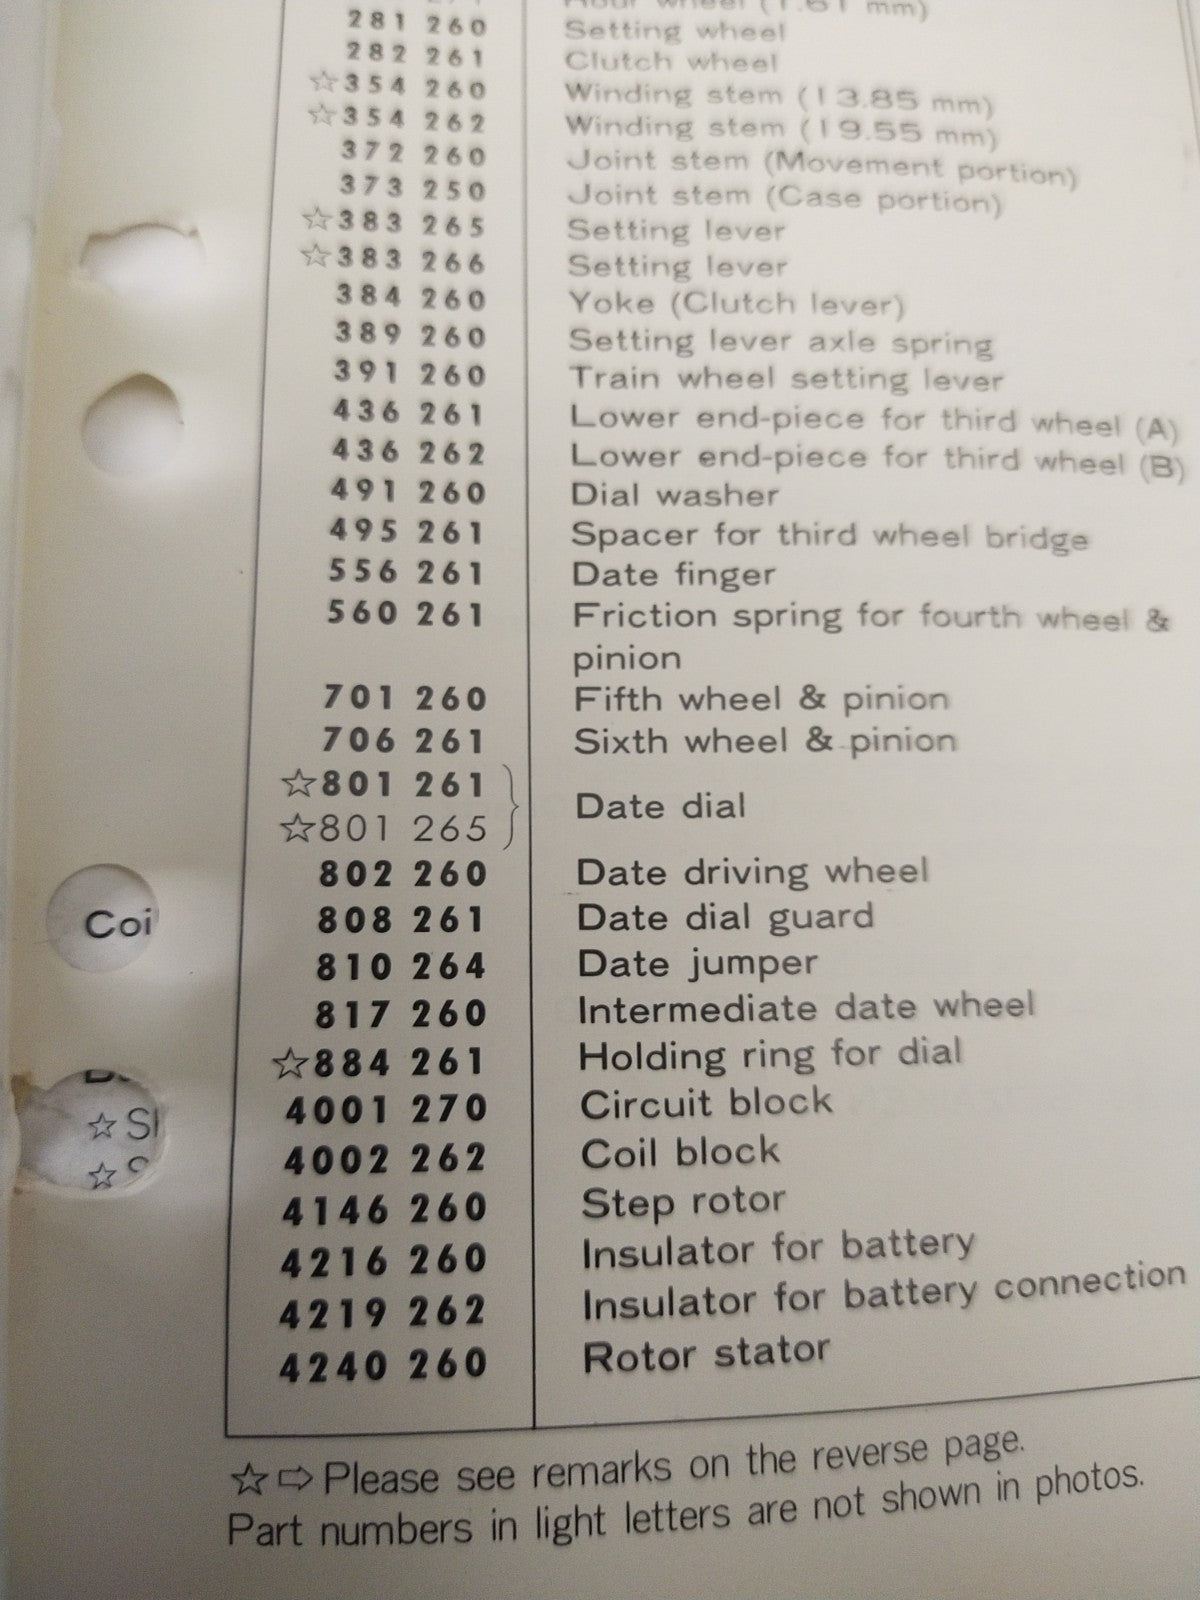 Hour wheel (1.61 mm)
281 260 Setting wheel
282 261 Clutch wheel
☆354 260 Winding stem (13.85 mm)
☆354 262 Winding stem (19.55 mm)
372 260 Joint stem (Movement portion)
373 250 Joint stem (Case portion)
☆383 265 Setting lever
☆383 266 Setting lever
384 260 Yoke (Clutch lever)
389 260 Setting lever axle spring
391 260 Train wheel setting lever
436 261 Lower end-piece for third wheel (A)
436 262 Lower end-piece for third wheel (B)
491 260 Dial washer
495 261 Spacer for third wheel bridge
556 261 Date finger
560 261 Friction spring for fourth wheel &
pinion
701 260 Fifth wheel & pinion
706 261 Sixth wheel & pinion
☆801 261
☆801 265 Date dial
802 260 Date driving wheel
808 261 Date dial guard
Coi
810 264 Date jumper
817 260 Intermediate date wheel
☆884 261 Holding ring for dial
4001 270 Circuit block
☆
4002 262 Coil block
☆
4146 260 Step rotor
4216 260 Insulator for battery
4219 262 Insulator for battery connection
4240 260 Rotor stator
☆⇨Please see remarks on the reverse page.
Part numbers in light letters are not shown in photos.